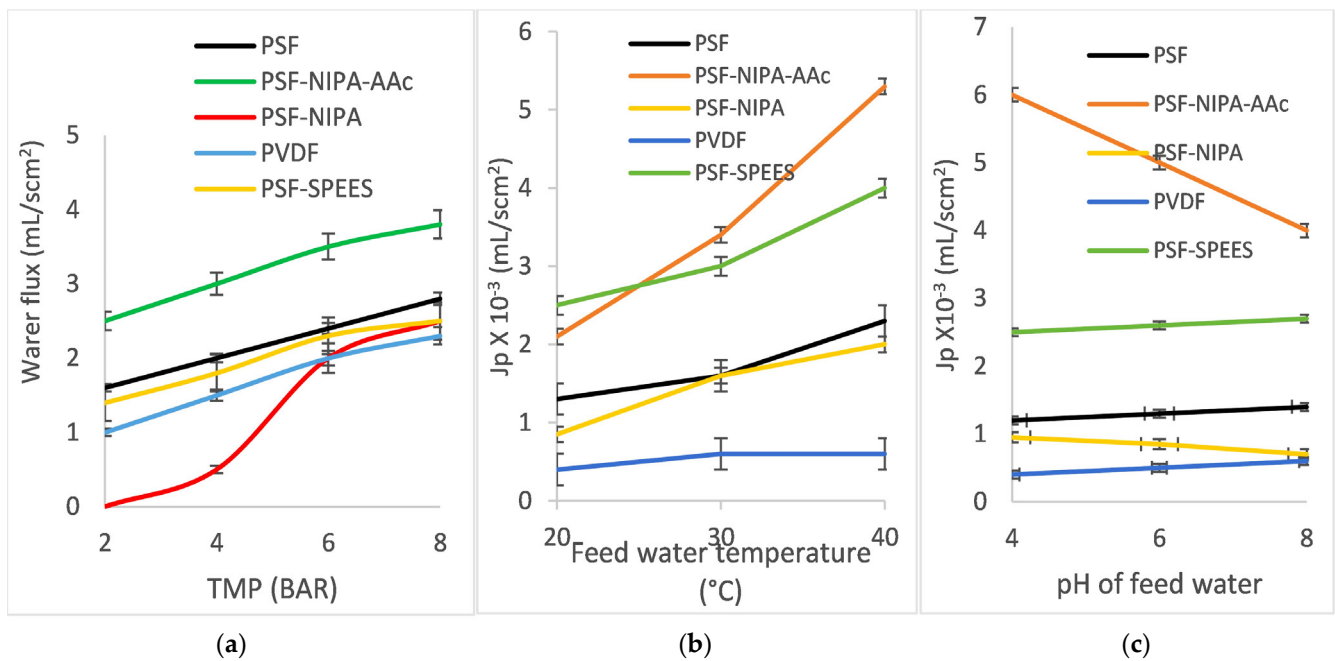 PSF
PSF-NIPA-AAc
PSF-NIPA
PVDF
PSF-SPEES
Warer flux (mL/scm²)
5
4
3
2
1
0
2 4 6 8
TMP (BAR)
(a)
PSF
PSF-NIPA-AAc
PSF-NIPA
PVDF
PSF-SPEES
Jp X 10⁻³ (mL/scm²)
6
5
4
3
2
1
0
20 30 40
Feed water temperature
(°C)
(b)
PSF
PSF-NIPA-AAc
PSF-NIPA
PVDF
PSF-SPEES
Jp X10⁻³ (mL/scm²)
7
6
5
4
3
2
1
0
4 6 8
pH of feed water
(c)